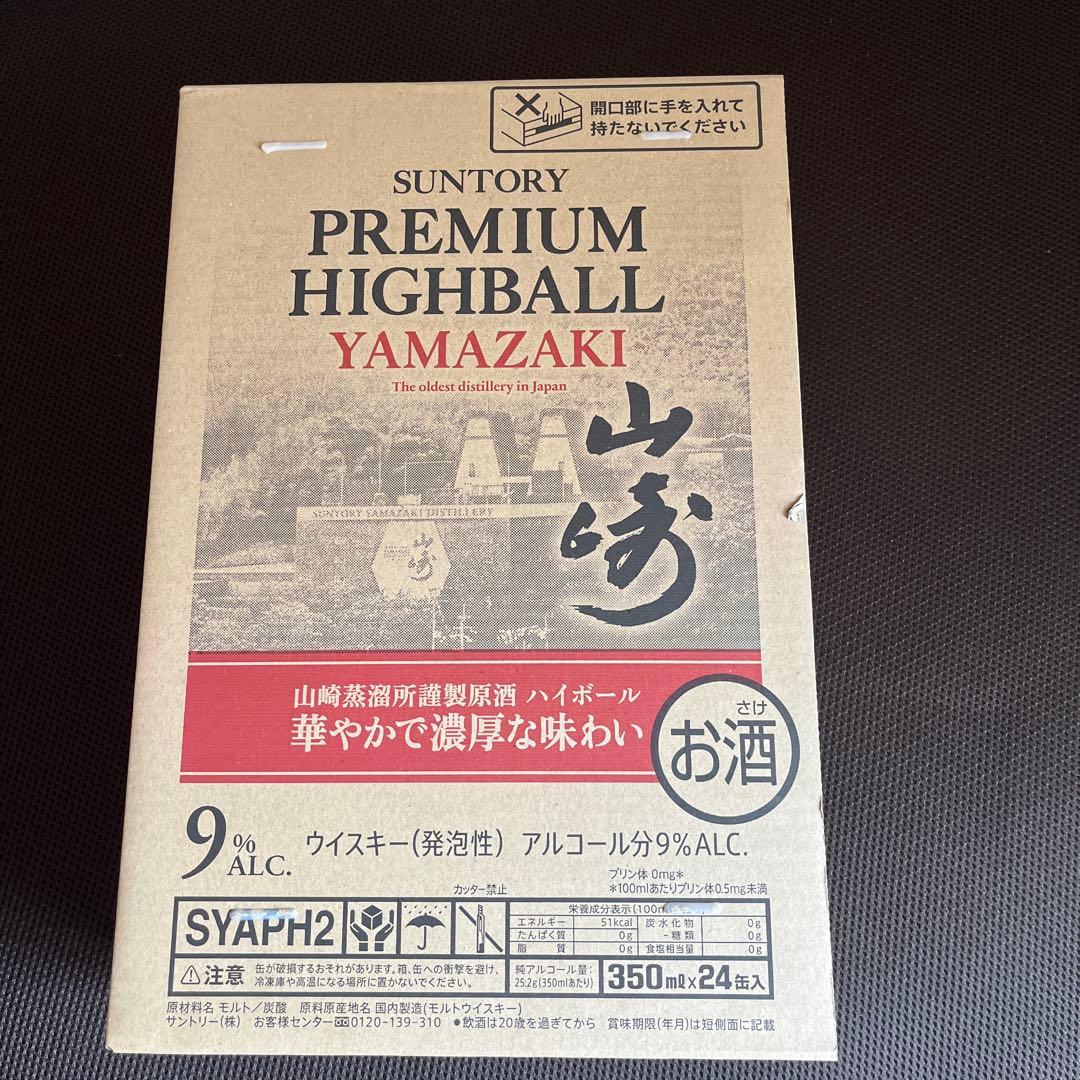 開口部に手を入れて
持たないでください
SUNTORY
PREMIUM
HIGHBALL
YAMAZAKI
The oldest distillery in Japan
山崎
SUNTORY YAMAZAKI DISTILLERY
山崎
山崎蒸溜所謹製原酒 ハイボール
華やかで濃厚な味わい
さけ
お酒
9%
ALC.
ウイスキー(発泡性) アルコール分9%ALC.
プリン体 0mg*
*100mlあたりプリン体0.5mg未満
カッター禁止
SYAPH2
栄養成分表示(100m
エネルギー 51kcal 炭水化物 0g
たんぱく質 0g -糖類 0g
脂質 0g 食塩相当量 0g
注意 缶が破損するおそれがあります。箱、缶への衝撃を避け、
冷凍庫や高温になる場所に置かないでください。
純アルコール量:
25.2g(350mlあたり)
350ml×24缶入
原材料名 モルト/炭酸 原料原産地名 国内製造(モルトウイスキー)
サントリー(株) お客様センター0120-139-310 ●飲酒は20歳を過ぎてから 賞味期限(年月)は短側面に記載